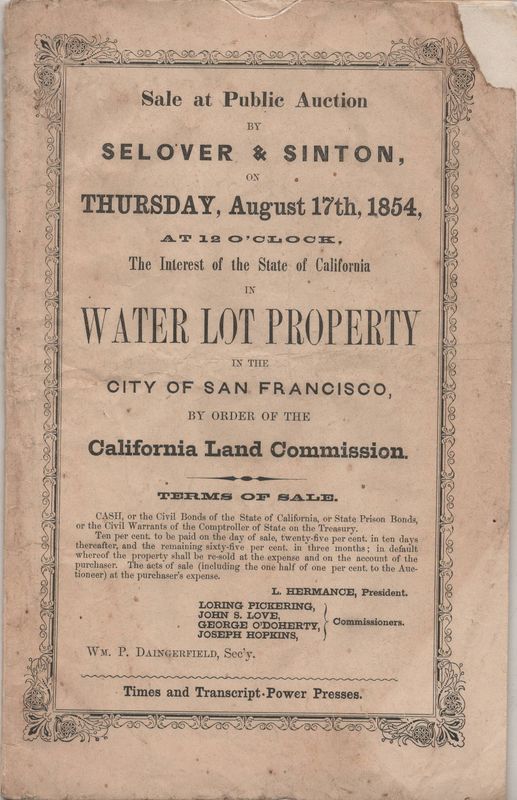 Sale at Public Auction
BY
SELOVER & SINTON,
ON
THURSDAY, August 17th, 1854,
AT 12 O'CLOCK,
The Interest of the State of California
IN
WATER LOT PROPERTY
IN THE
CITY OF SAN FRANCISCO,
BY ORDER OF THE
California Land Commission.
TERMS OF SALE.
CASH, or the Civil Bonds of the State of California, or State Prison Bonds,
or the Civil Warrants of the Comptroller of State on the Treasury.
Ten per cent. to be paid on the day of sale, twenty-five per cent. in ten days
thereafter, and the remaining sixty-five per cent. in three months; in default
whereof the property shall be re-sold at the expense and on the account of the
purchaser. The acts of sale (including the one half of one per cent. to the Auc-
tioneer) at the purchaser's expense.
L. HERMANCE, President.
LORING PICKERING,
JOHN S. LOVE,
GEORGE O'DOHERTY,
JOSEPH HOPKINS,
Commissioners.
WM. P. DAINGERFIELD, Sec'y.
Times and Transcript Power Presses.